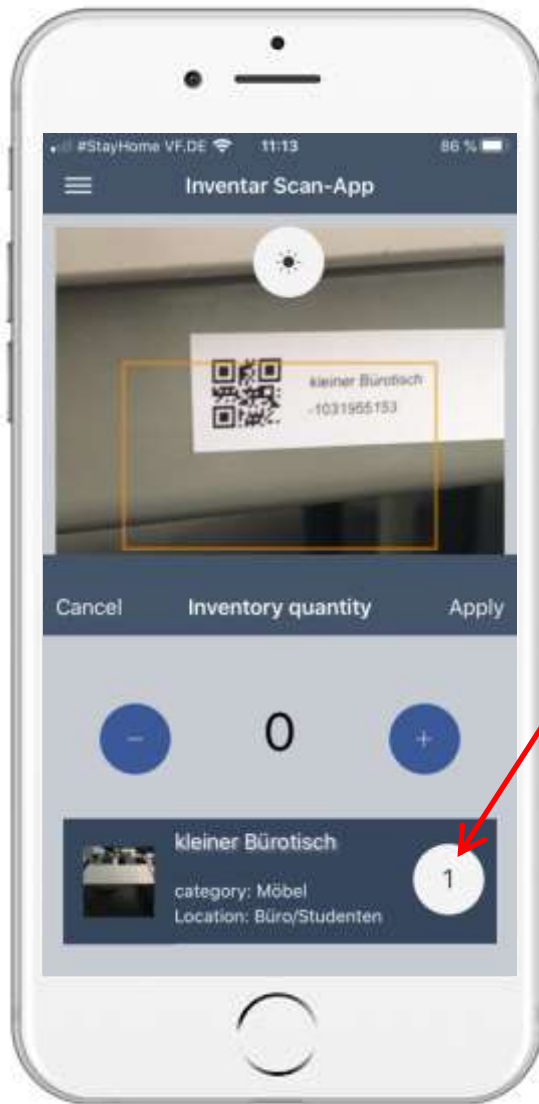 #StayHome VF.DE 11:13 86 %
Inventar Scan-App
kleiner Bürotisch
-1031955153
Cancel Inventory quantity Apply
- 0 +
kleiner Bürotisch
1
category: Möbel
Location: Büro/Studenten